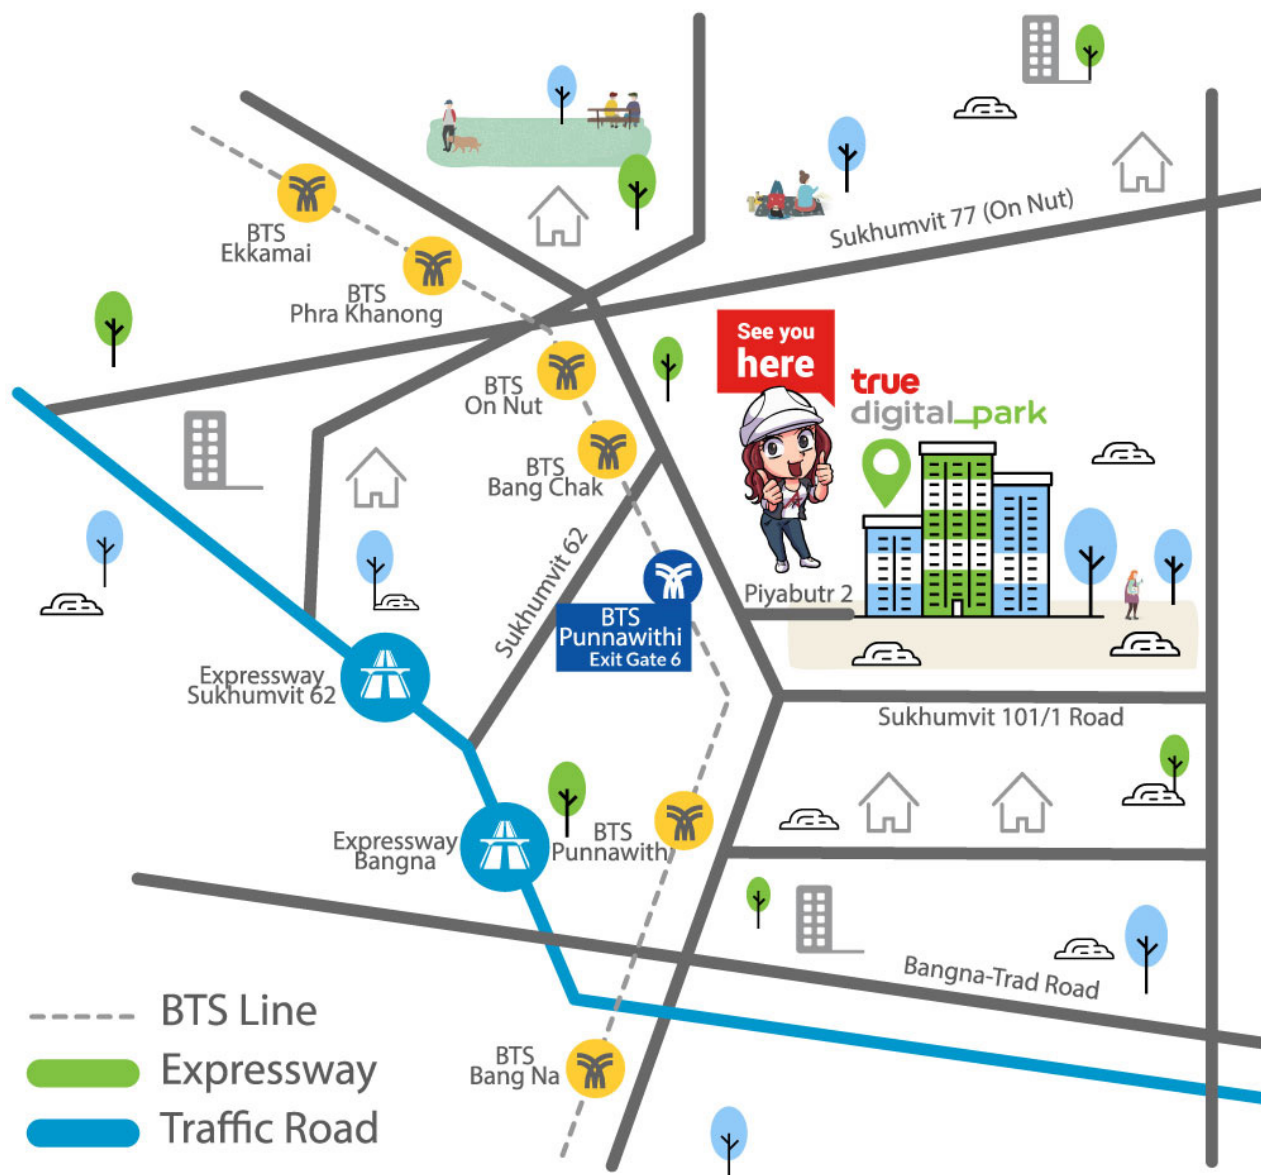 BTS
Ekkamai
BTS
Phra Khanong
Sukhumvit 77 (On Nut)
See you
here
true
digital_park
BTS
On Nut
BTS
Bang Chak
Sukhumvit 62
Piyabutr 2
BTS
Punnawithi
Exit Gate 6
Expressway
Sukhumvit 62
Sukhumvit 101/1 Road
Expressway
Bangna
BTS
Punnawith
Bangna-Trad Road
BTS Line
Expressway
Traffic Road
BTS
Bang Na